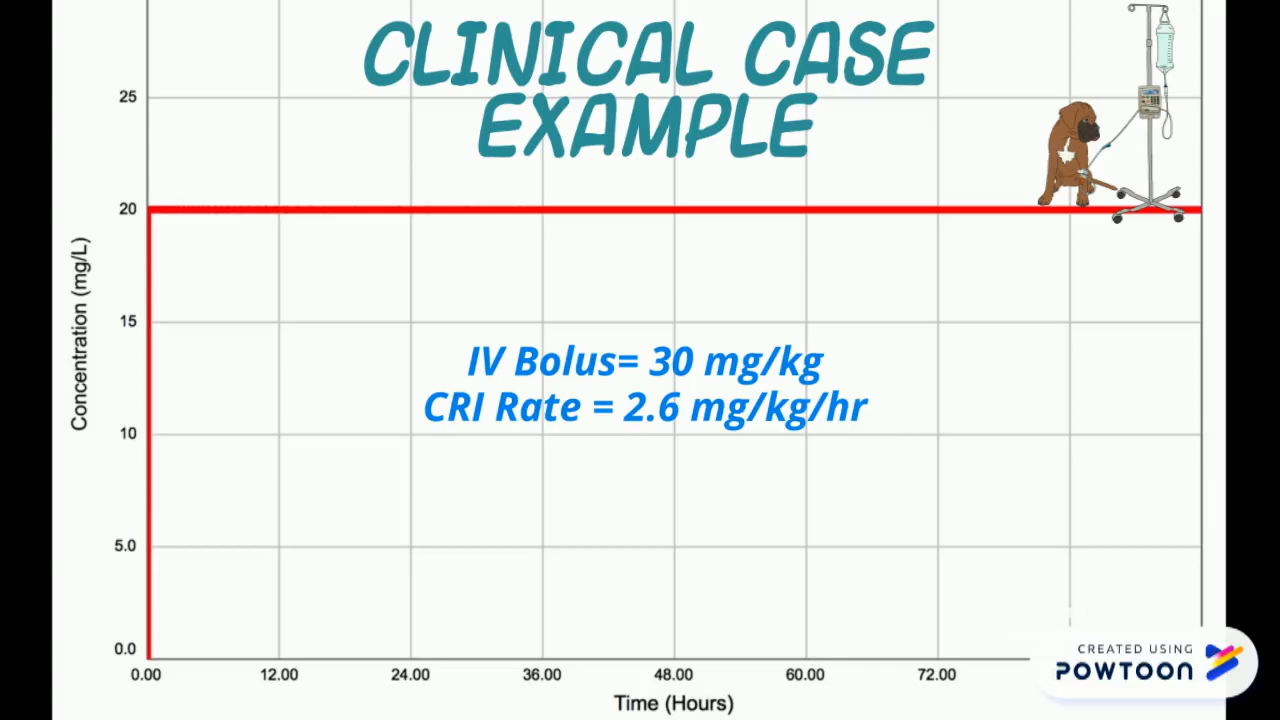 CLINICAL CASE
EXAMPLE
25
20
15
10
5.0
0.0
Concentration (mg/L)
IV Bolus= 30 mg/kg
CRI Rate = 2.6 mg/kg/hr
0.00 12.00 24.00 36.00 48.00 60.00 72.00
Time (Hours)
CREATED USING
POWTOON